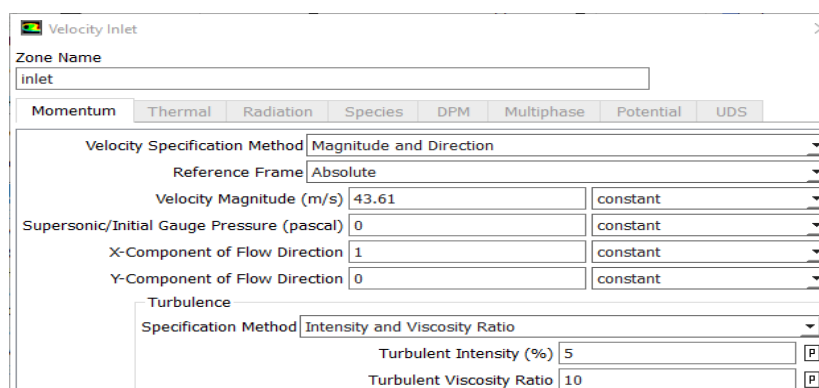 Velocity Inlet
Zone Name
inlet
Momentum Thermal Radiation Species DPM Multiphase Potential UDS
Velocity Specification Method Magnitude and Direction
Reference Frame Absolute
Velocity Magnitude (m/s) 43.61 constant
Supersonic/Initial Gauge Pressure (pascal) 0 constant
X-Component of Flow Direction 1 constant
Y-Component of Flow Direction 0 constant
Turbulence
Specification Method Intensity and Viscosity Ratio
Turbulent Intensity (%) 5 P
Turbulent Viscosity Ratio 10 P